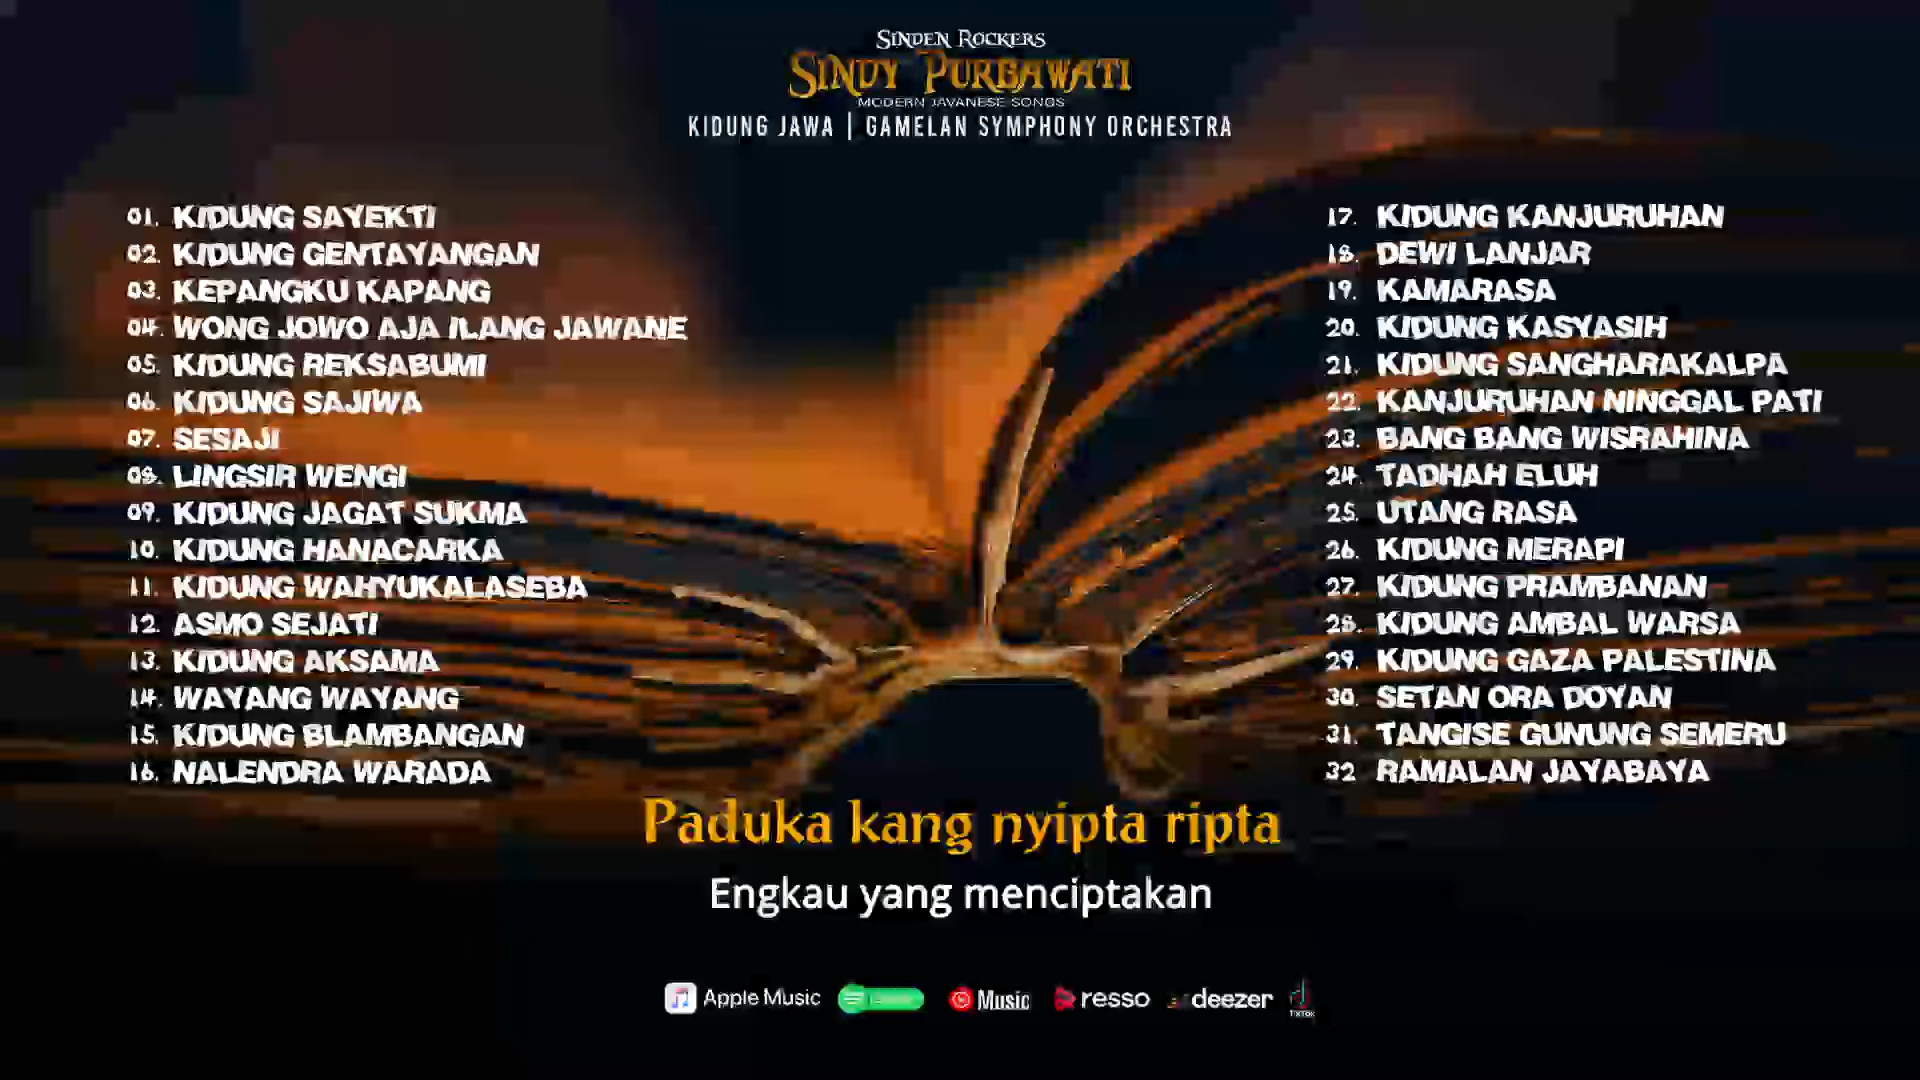 SINDEN ROCKERS
SINDY PURBAWATI
MODERN JAVANESE SONGS
KIDUNG JAWA | GAMELAN SYMPHONY ORCHESTRA
01. KIDUNG SAYEKTI
02. KIDUNG GENTAYANGAN
03. KEPANGKU KAPANG
04. WONG JOWO AJA ILANG JAWANE
05. KIDUNG REKSABUMI
06. KIDUNG SAJIWA
07. SESAJI
08. LINGSIR WENGI
09. KIDUNG JAGAT SUKMA
10. KIDUNG HANACARKA
11. KIDUNG WAHYUKALASEBA
12. ASMO SEJATI
13. KIDUNG AKSAMA
14. WAYANG WAYANG
15. KIDUNG BLAMBANGAN
16. NALENDRA WARADA
17. KIDUNG KANJURUHAN
18. DEWI LANJAR
19. KAMARASA
20. KIDUNG KASYASIH
21. KIDUNG SANGHARAKALPA
22. KANJURUHAN NINGGAL PATI
23. BANG BANG WISRAHINA
24. TADHAH ELUH
25. UTANG RASA
26. KIDUNG MERAPI
27. KIDUNG PRAMBANAN
28. KIDUNG AMBAL WARSA
29. KIDUNG GAZA PALESTINA
30. SETAN ORA DOYAN
31. TANGISE GUNUNG SEMERU
32 RAMALAN JAYABAYA
Paduka kang nyipta ripta
Engkau yang menciptakan
Apple Music
Music
resso
deezer
TIKTOK